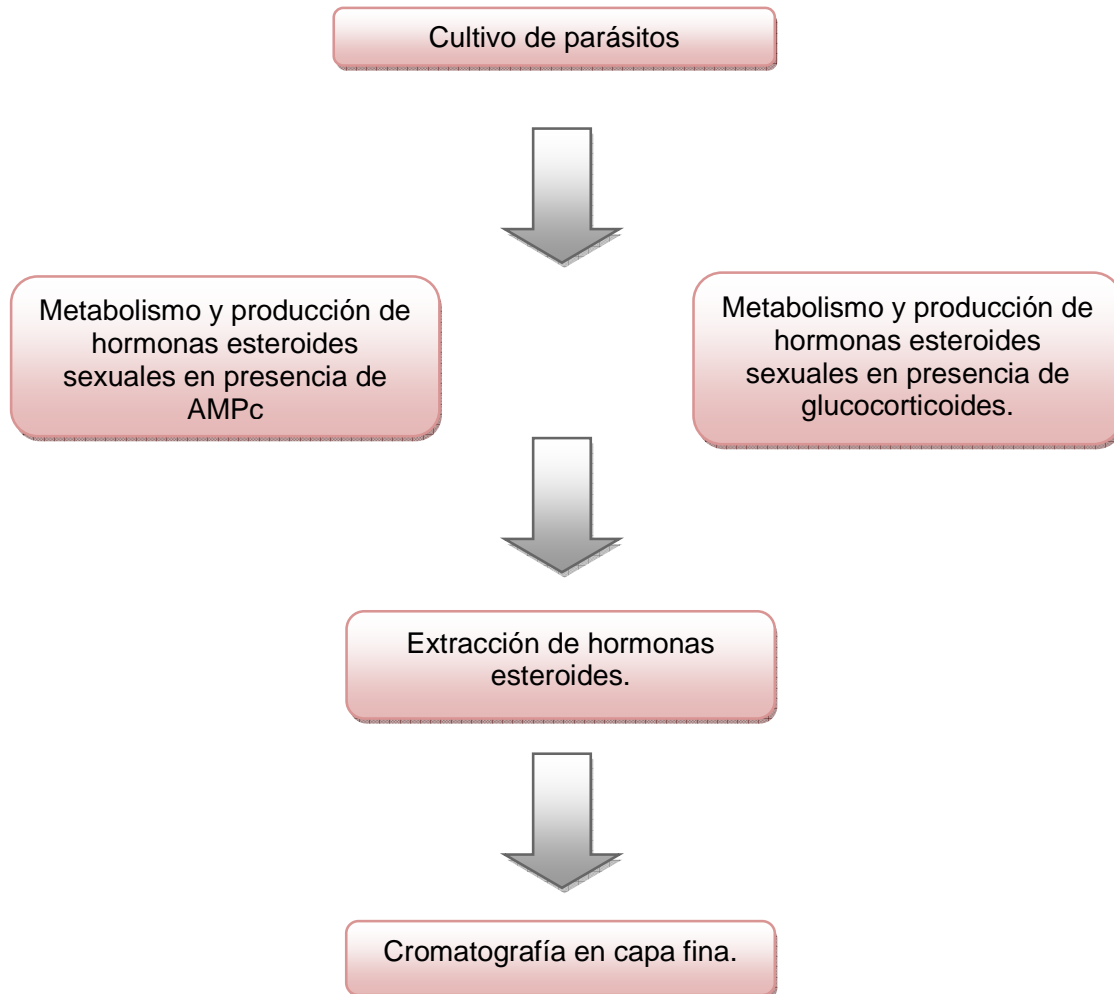 Cultivo de parásitos
Metabolismo y producción de
hormonas esteroides
sexuales en presencia de
AMPc
Metabolismo y producción de
hormonas esteroides
sexuales en presencia de
glucocorticoides.
Extracción de hormonas
esteroides.
Cromatografía en capa fina.